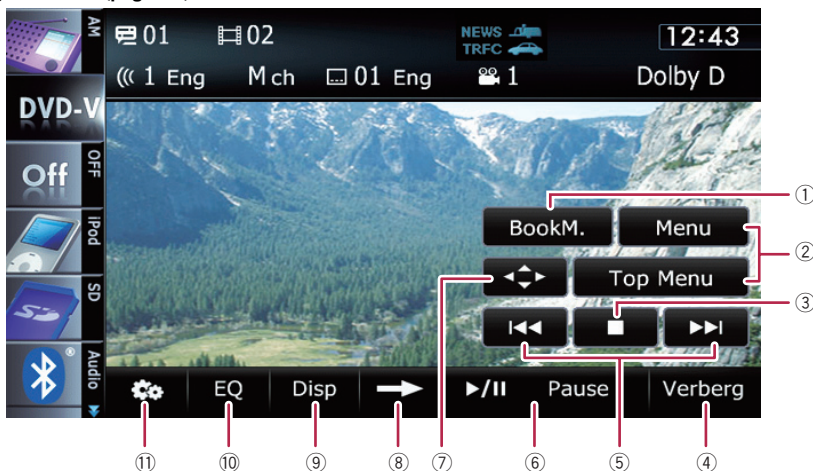 01 02 NEWS 12:43
TRFC
1 Eng M ch 01 Eng 1 Dolby D
AM
DVD-V
Off OFF
iPod
SD
Audio
BookM. Menu
Top Menu
EQ Disp Pause Verberg
①
②
③
⑪ ⑩ ⑨ ⑧ ⑦ ⑥ ⑤ ④